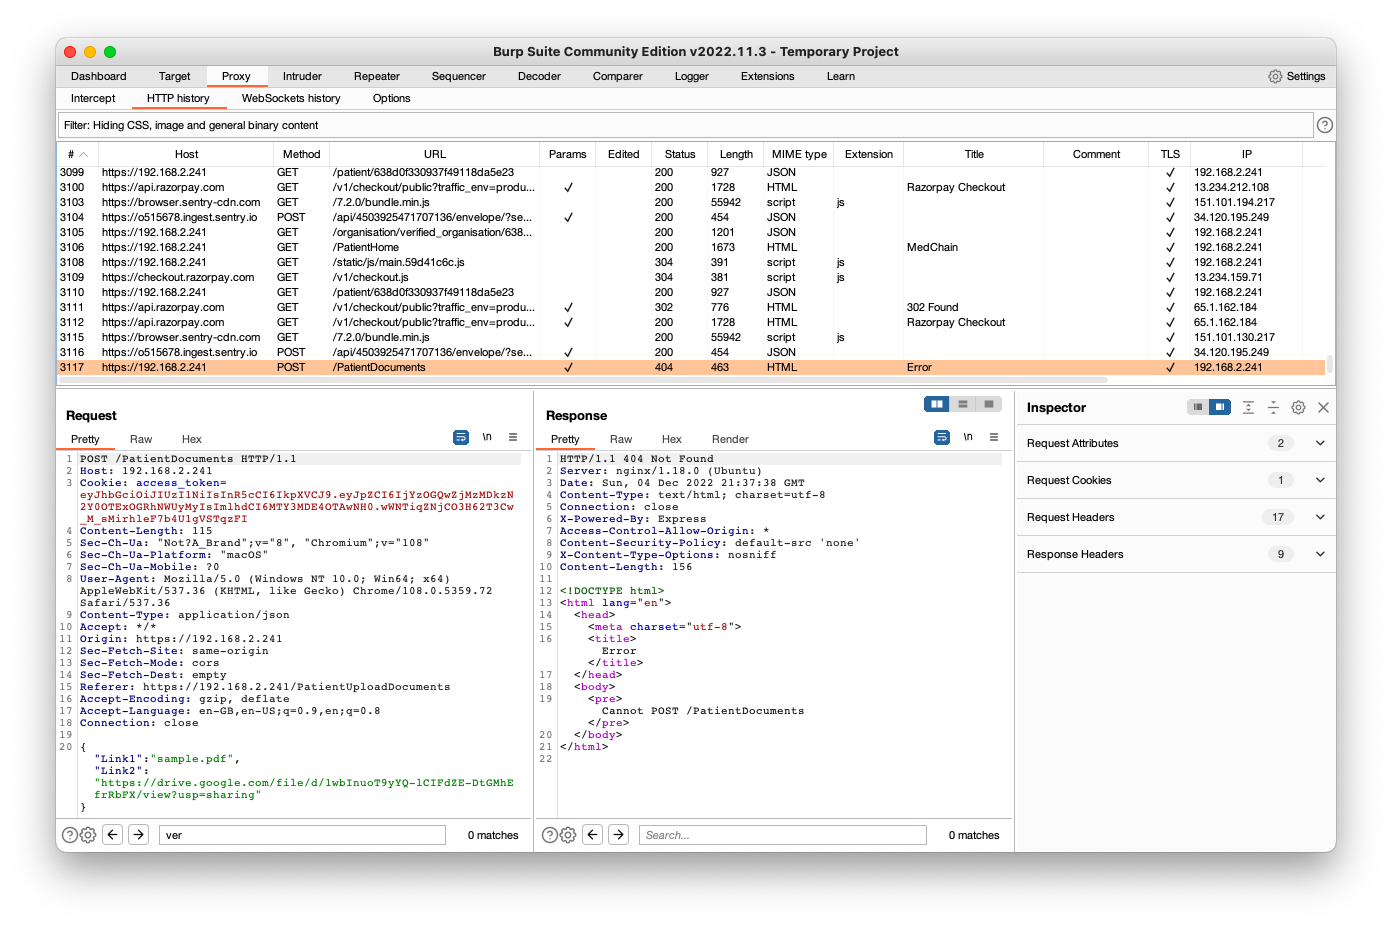 Burp Suite Community Edition v2022.11.3 - Temporary Project
Dashboard Target Proxy Intruder Repeater Sequencer Decoder Comparer Logger Extensions Learn Settings
Intercept HTTP history WebSockets history Options
Filter: Hiding CSS, image and general binary content
# Host Method URL Params Edited Status Length MIME type Extension Title Comment TLS IP
3099 https://192.168.2.241 GET /patient/638d0f330937f49118da5e23 200 927 JSON ✓ 192.168.2.241
3100 https://api.razorpay.com GET /v1/checkout/public?traffic_env=produ... ✓ 200 1728 HTML Razorpay Checkout ✓ 13.234.212.108
3103 https://browser.sentry-cdn.com GET /7.2.0/bundle.min.js 200 55942 script js ✓ 151.101.194.217
3104 https://o515678.ingest.sentry.io POST /api/4503925471707136/envelope/?se... ✓ 200 454 JSON ✓ 34.120.195.249
3105 https://192.168.2.241 GET /organisation/verified_organisation/638... 200 1201 JSON ✓ 192.168.2.241
3106 https://192.168.2.241 GET /PatientHome 200 1673 HTML MedChain ✓ 192.168.2.241
3108 https://192.168.2.241 GET /static/js/main.59d41c6c.js 304 391 script js ✓ 192.168.2.241
3109 https://checkout.razorpay.com GET /v1/checkout.js 304 381 script js ✓ 13.234.159.71
3110 https://192.168.2.241 GET /patient/638d0f330937f49118da5e23 200 927 JSON ✓ 192.168.2.241
3111 https://api.razorpay.com GET /v1/checkout/public?traffic_env=produ... ✓ 302 776 HTML 302 Found ✓ 65.1.162.184
3112 https://api.razorpay.com GET /v1/checkout/public?traffic_env=produ... ✓ 200 1728 HTML Razorpay Checkout ✓ 65.1.162.184
3115 https://browser.sentry-cdn.com GET /7.2.0/bundle.min.js 200 55942 script js ✓ 151.101.130.217
3116 https://o515678.ingest.sentry.io POST /api/4503925471707136/envelope/?se... ✓ 200 454 JSON ✓ 34.120.195.249
3117 https://192.168.2.241 POST /PatientDocuments ✓ 404 463 HTML Error ✓ 192.168.2.241
Request
Pretty Raw Hex \n
1 POST /PatientDocuments HTTP/1.1
2 Host: 192.168.2.241
3 Cookie: access_token=
eyJhbGciOiJIUzI1NiIsInR5cCI6IkpXVCJ9.eyJpZCI6IjYzOGQwZjMzMDkzN
2Y0OTExOGRhNWUyMyIsImlhdCI6MTY3MDE4OTAwNH0.wWNTiqZNjCO3H62T3Cw
_M_sMirhleF7b4U1gVSTqzFI
4 Content-Length: 115
5 Sec-Ch-Ua: "Not?A_Brand";v="8", "Chromium";v="108"
6 Sec-Ch-Ua-Platform: "macOS"
7 Sec-Ch-Ua-Mobile: ?0
8 User-Agent: Mozilla/5.0 (Windows NT 10.0; Win64; x64)
AppleWebKit/537.36 (KHTML, like Gecko) Chrome/108.0.5359.72
Safari/537.36
9 Content-Type: application/json
10 Accept: */*
11 Origin: https://192.168.2.241
12 Sec-Fetch-Site: same-origin
13 Sec-Fetch-Mode: cors
14 Sec-Fetch-Dest: empty
15 Referer: https://192.168.2.241/PatientUploadDocuments
16 Accept-Encoding: gzip, deflate
17 Accept-Language: en-GB,en-US;q=0.9,en;q=0.8
18 Connection: close
19
20 {
"Link1":"sample.pdf",
"Link2":
"https://drive.google.com/file/d/1wbInuoT9yYQ-lCIFdZE-DtGMhE
frRbFX/view?usp=sharing"
}
ver 0 matches
Response
Pretty Raw Hex Render \n
1 HTTP/1.1 404 Not Found
2 Server: nginx/1.18.0 (Ubuntu)
3 Date: Sun, 04 Dec 2022 21:37:38 GMT
4 Content-Type: text/html; charset=utf-8
5 Connection: close
6 X-Powered-By: Express
7 Access-Control-Allow-Origin: *
8 Content-Security-Policy: default-src 'none'
9 X-Content-Type-Options: nosniff
10 Content-Length: 156
11
12 <!DOCTYPE html>
13 <html lang="en">
14 <head>
15 <meta charset="utf-8">
16 <title>
Error
</title>
17 </head>
18 <body>
19 <pre>
Cannot POST /PatientDocuments
</pre>
20 </body>
21 </html>
22
Search... 0 matches
Inspector
Request Attributes 2
Request Cookies 1
Request Headers 17
Response Headers 9